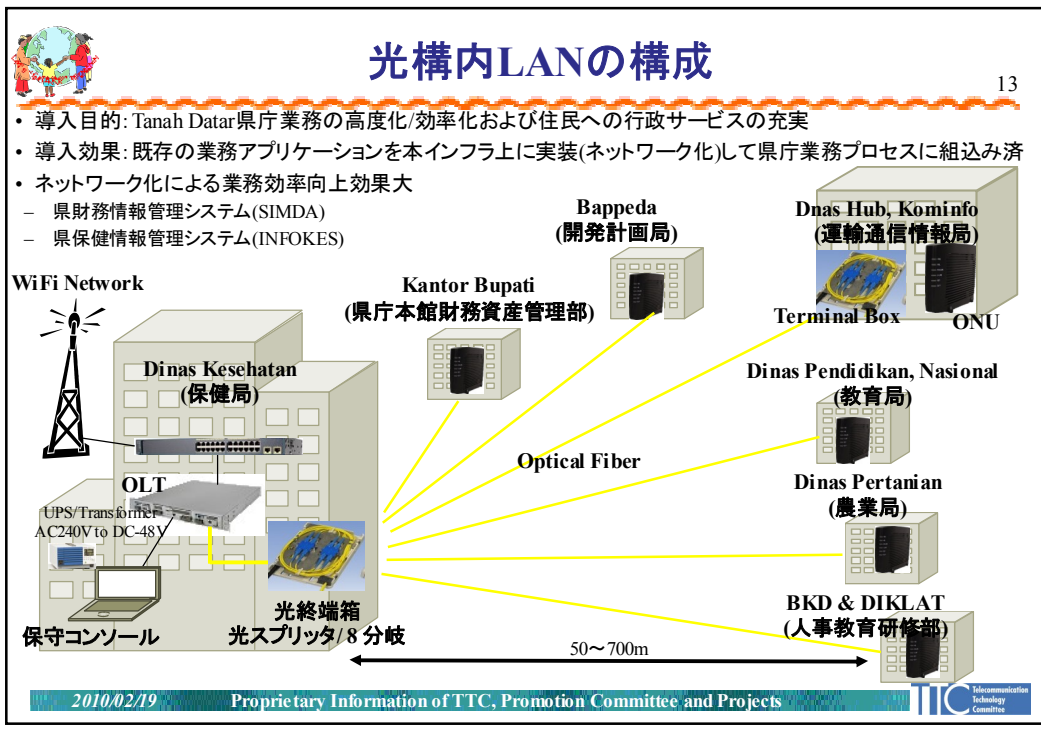 光構内LANの構成
13
• 導入目的: Tanah Datar県庁業務の高度化/効率化および住民への行政サービスの充実
• 導入効果: 既存の業務アプリケーションを本インフラ上に実装(ネットワーク化)して県庁業務プロセスに組込み済
• ネットワーク化による業務効率向上効果大
– 県財務情報管理システム(SIMDA)
– 県保健情報管理システム(INFOKES)
Bappeda
(開発計画局)
Dnas Hub, Kominfo
(運輸通信情報局)
Terminal Box
ONU
WiFi Network
Kantor Bupati
(県庁本館財務資産管理部)
Dinas Kesehatan
(保健局)
Dinas Pendidikan, Nasional
(教育局)
OLT
Optical Fiber
UPS/Transformer
AC240V to DC-48V
Dinas Pertanian
(農業局)
光終端箱
光スプリッタ/8分岐
保守コンソール
BKD & DIKLAT
(人事教育研修部)
50～700m
2010/02/19
Proprietary Information of TTC, Promotion Committee and Projects
TTC
Telecommunication
Technology
Committee